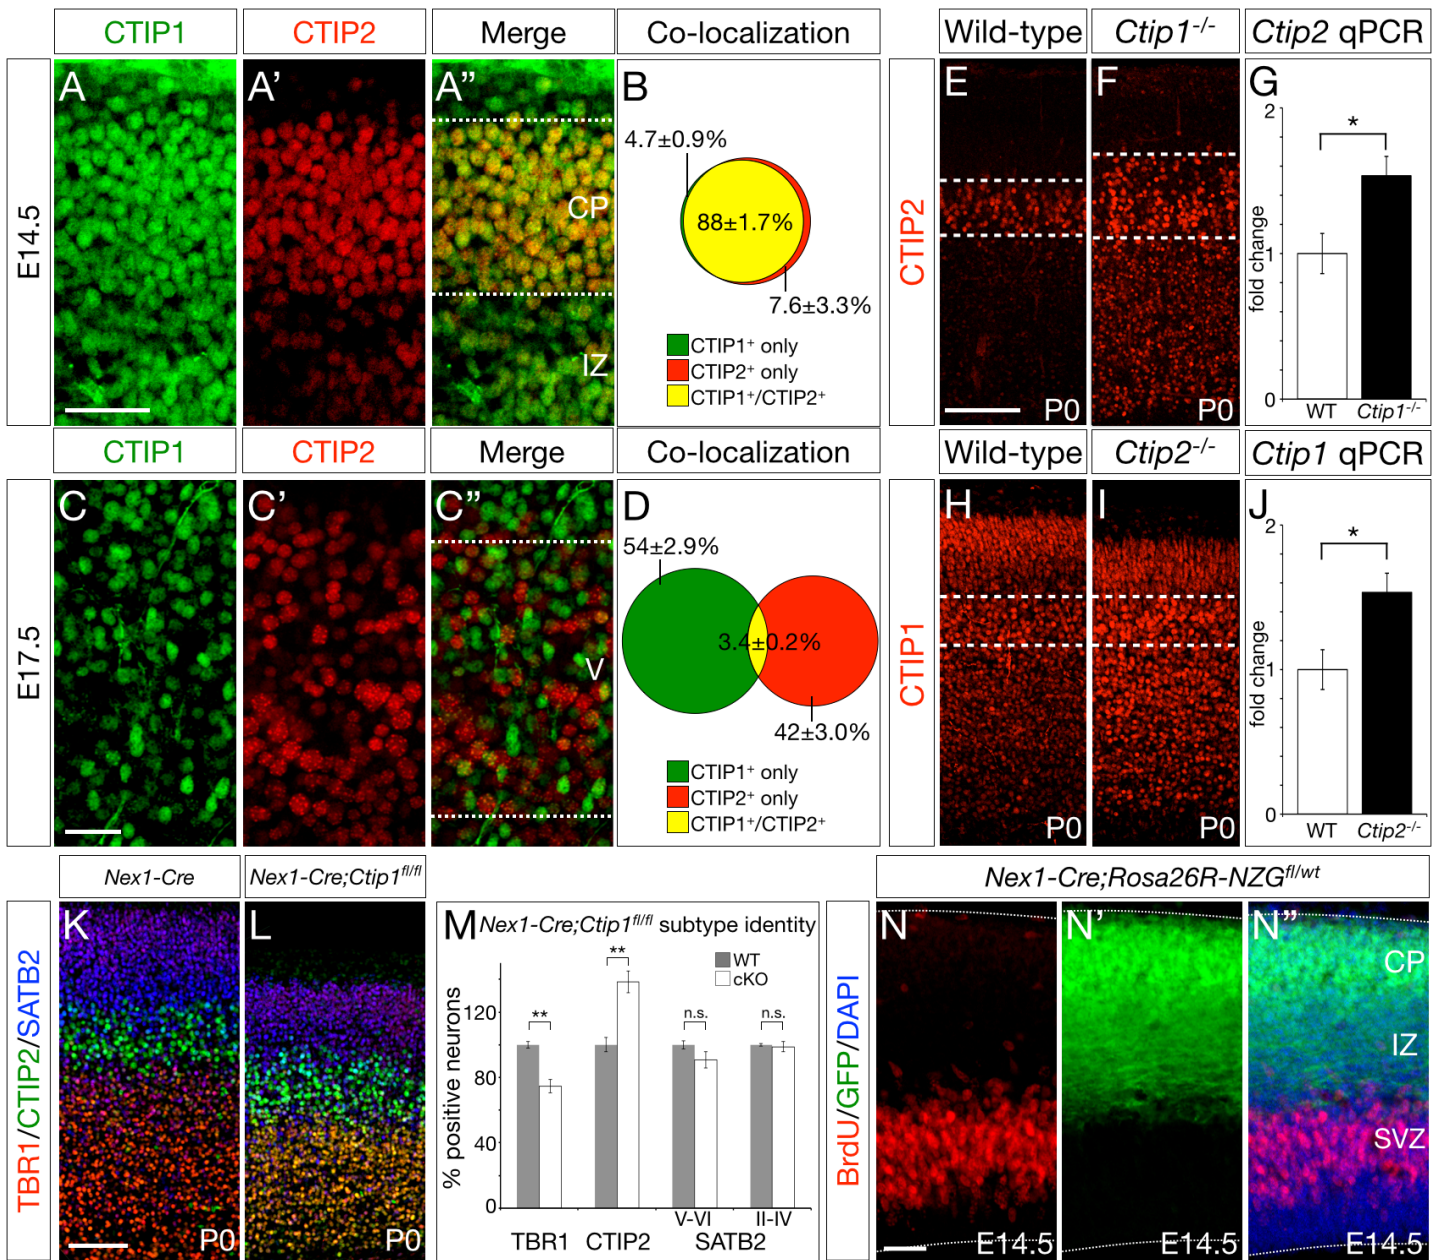 CTIP1 CTIP2 Merge Co-localization
E14.5
A A’ A” B
CP
IZ
4.7±0.9%
88±1.7%
7.6±3.3%
CTIP1+ only
CTIP2+ only
CTIP1+/CTIP2+
Wild-type Ctip1-/- Ctip2 qPCR
CTIP2
E F G
P0 P0
fold change
2
1
0
*
WT Ctip1-/-
CTIP1 CTIP2 Merge Co-localization
E17.5
C C’ C” D
V
54±2.9%
3.4±0.2%
42±3.0%
CTIP1+ only
CTIP2+ only
CTIP1+/CTIP2+
Wild-type Ctip2-/- Ctip1 qPCR
CTIP1
H I J
P0 P0
fold change
2
1
0
*
WT Ctip2-/-
Nex1-Cre Nex1-Cre;Ctip1fl/fl
TBR1/CTIP2/SATB2
K L
P0 P0
M Nex1-Cre;Ctip1fl/fl subtype identity
WT
cKO
% positive neurons
120
80
40
0
** ** n.s. n.s.
V-VI II-IV
TBR1 CTIP2 SATB2
Nex1-Cre;Rosa26R-NZGfl/wt
BrdU/GFP/DAPI
N N’ N”
CP
IZ
SVZ
E14.5 E14.5 E14.5